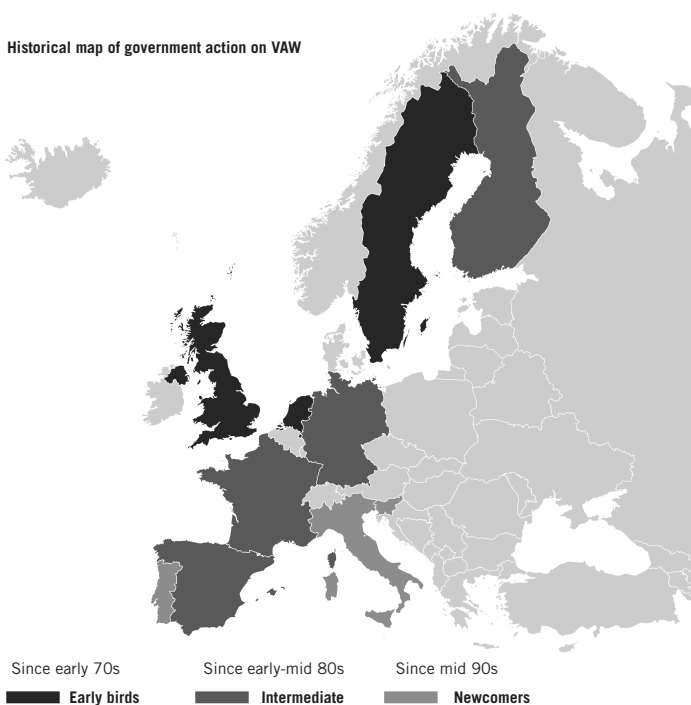 Historical map of government action on VAW
Since early 70s Since early-mid 80s Since mid 90s
Early birds Intermediate Newcomers